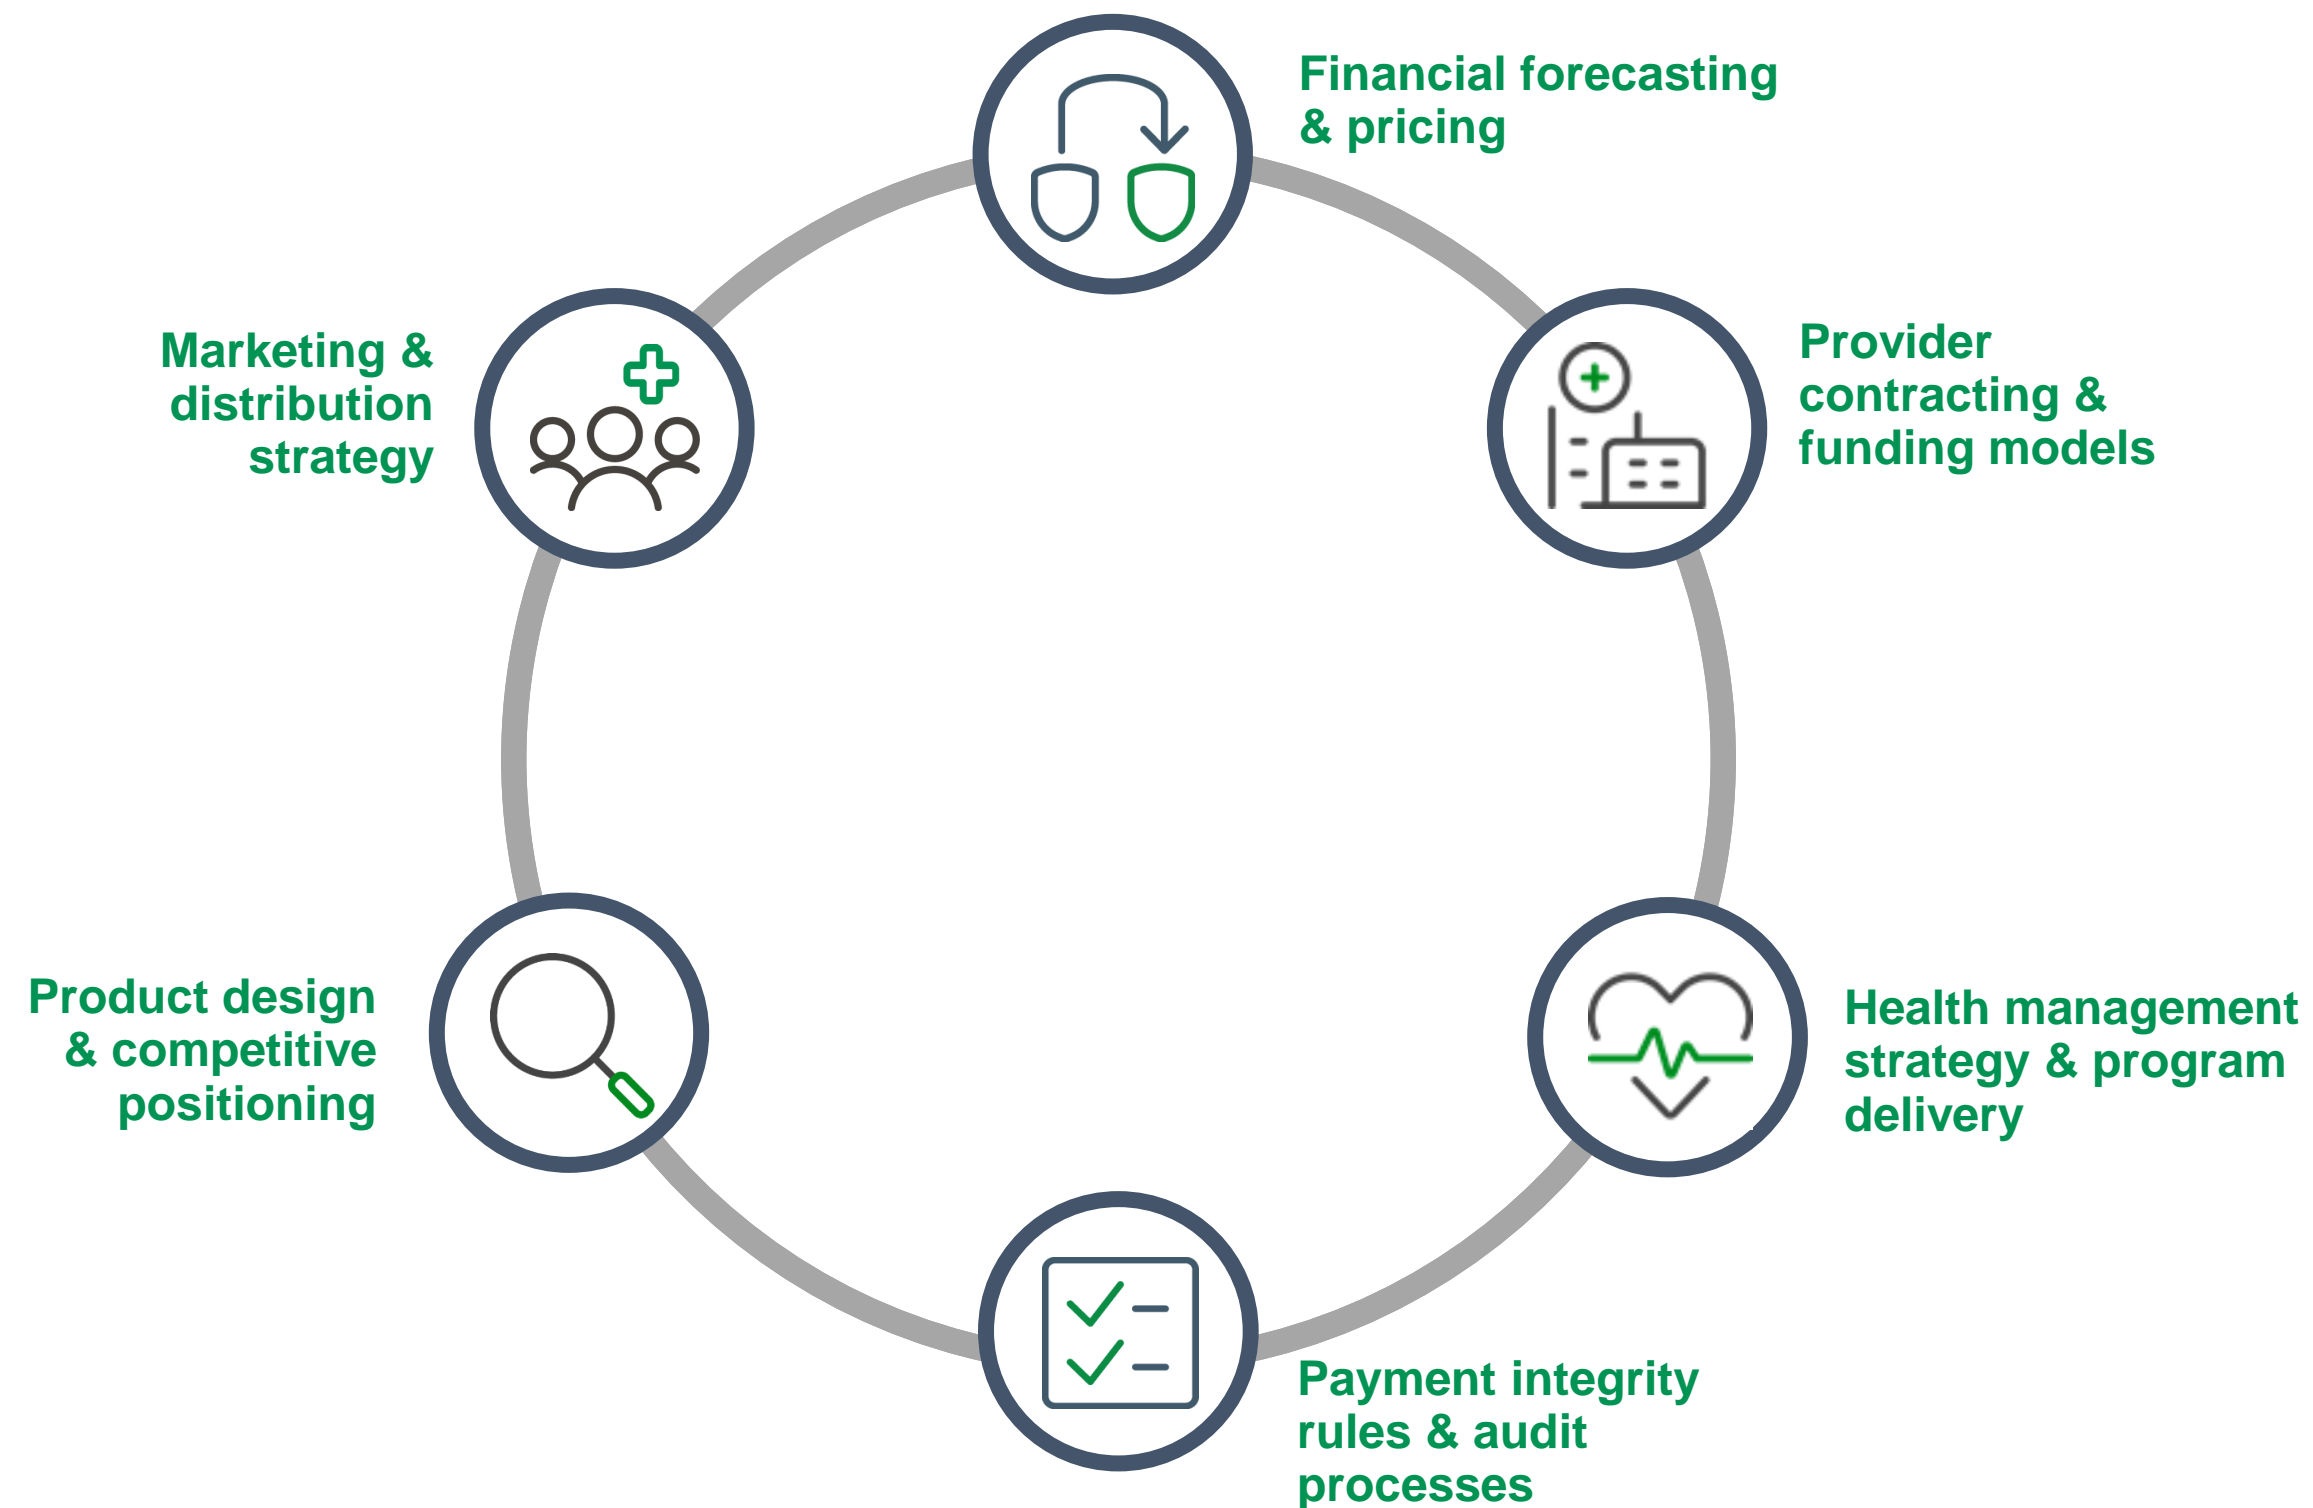 Financial forecasting
& pricing
Provider
contracting &
funding models
Health management
strategy & program
delivery
Payment integrity
rules & audit
processes
Product design
& competitive
positioning
Marketing &
distribution
strategy